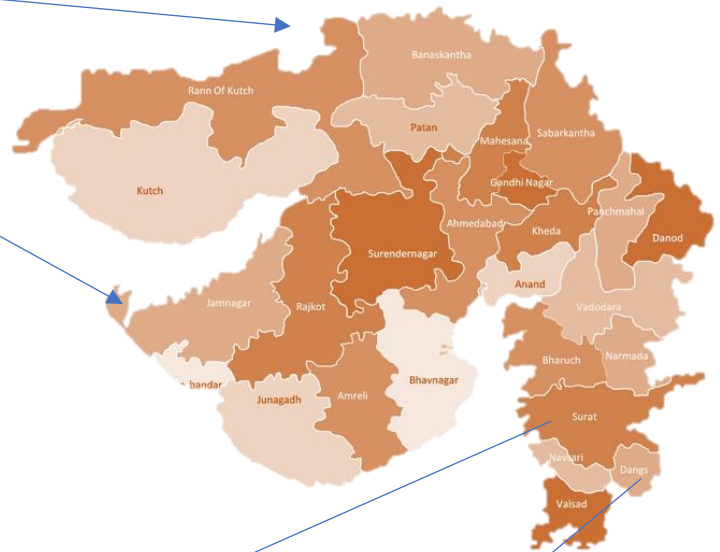 Banaskantha
Rann Of Kutch
Patan
Mahesana
Sabarkantha
Kutch
Gandhi Nagar
Panchmahal
Ahmedabad
Kheda
Danod
Surendernagar
Anand
Jamnagar
Rajkot
Vadodara
Bharuch
Narmada
bandar
Bhavnagar
Junagadh
Amreli
Surat
Navsari
Dangs
Valsad